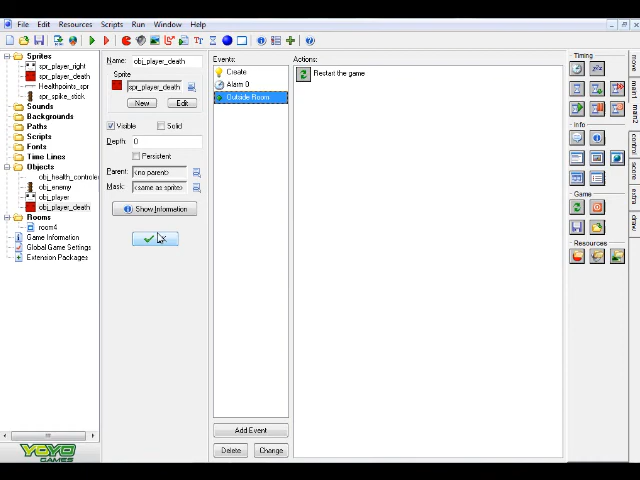 File Edit Resources Scripts Run Window Help
Sprites
spr_player_right
spr_player_death
Healthpoints_spr
spr_spike_stick
Sounds
Backgrounds
Paths
Scripts
Fonts
Time Lines
Objects
obj_health_controler
obj_enemy
obj_player
obj_player_death
Rooms
room4
Game Information
Global Game Settings
Extension Packages
YOYO
GAMES
Name: obj_player_death
Sprite
spr_player_death
New Edit
Visible Solid
Depth: 0
Persistent
Parent: <no parent>
Mask: <same as sprite>
Show Information
Events:
Create
Alarm 0
Outside Room
Add Event
Delete Change
Actions:
Restart the game
Timing
Info
Game
Resources
move
main1
main2
control
score
extra
draw